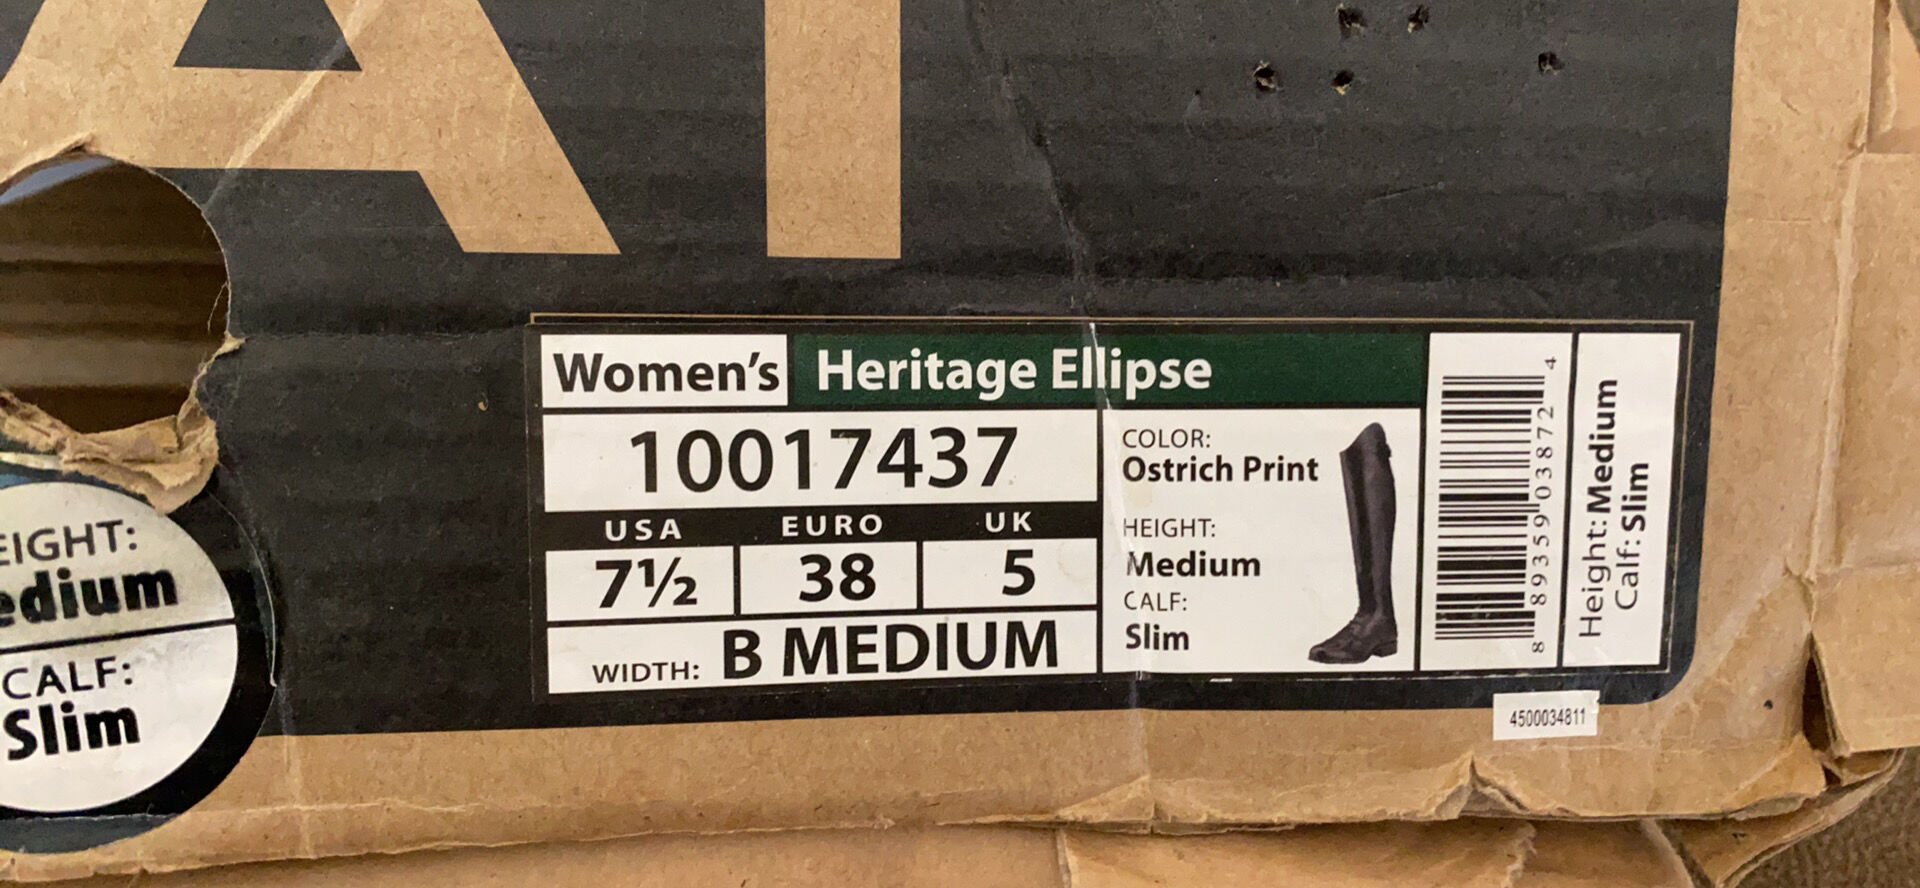 Women's Heritage Ellipse
10017437
USA EURO UK
7½ 38 5
WIDTH: B MEDIUM
COLOR:
Ostrich Print
HEIGHT:
Medium
CALF:
Slim
8 89359 03872 4
Height: Medium
Calf: Slim
4500034811
EIGHT:
edium
CALF:
Slim